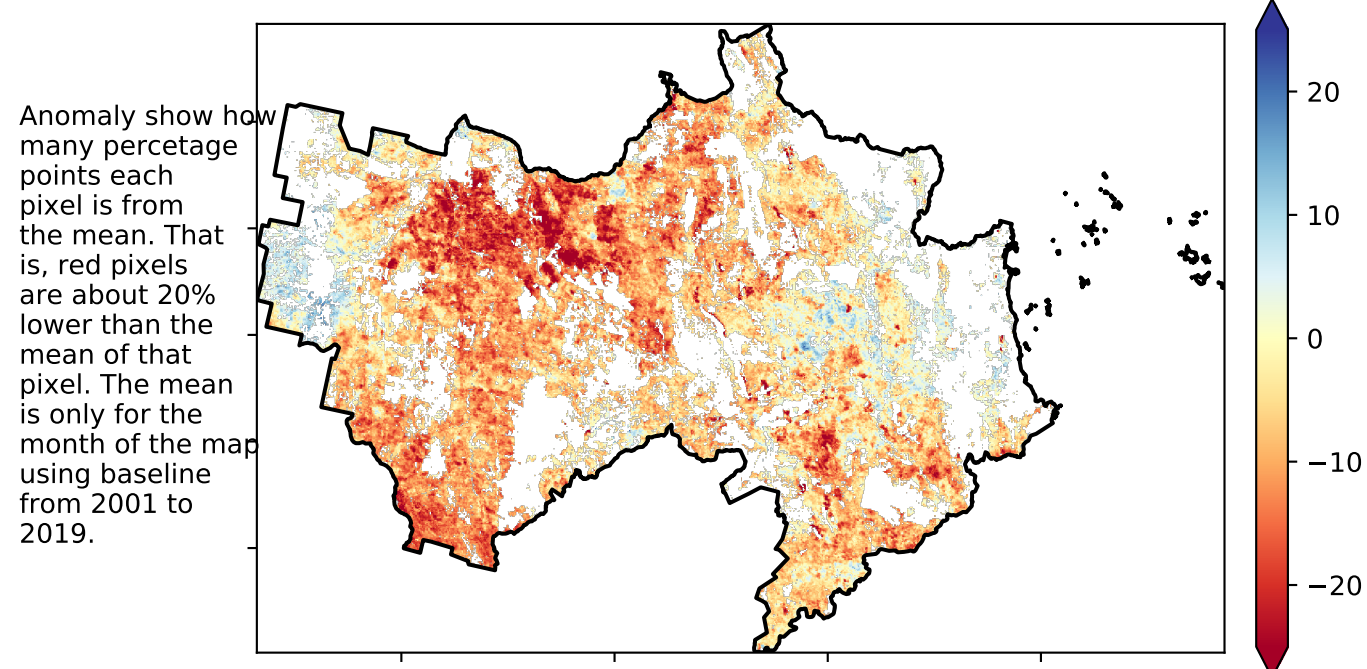 Anomaly show how
many percetage
points each
pixel is from
the mean. That
is, red pixels
are about 20%
lower than the
mean of that
pixel. The mean
is only for the
month of the map
using baseline
from 2001 to
2019.
20
10
0
−10
−20